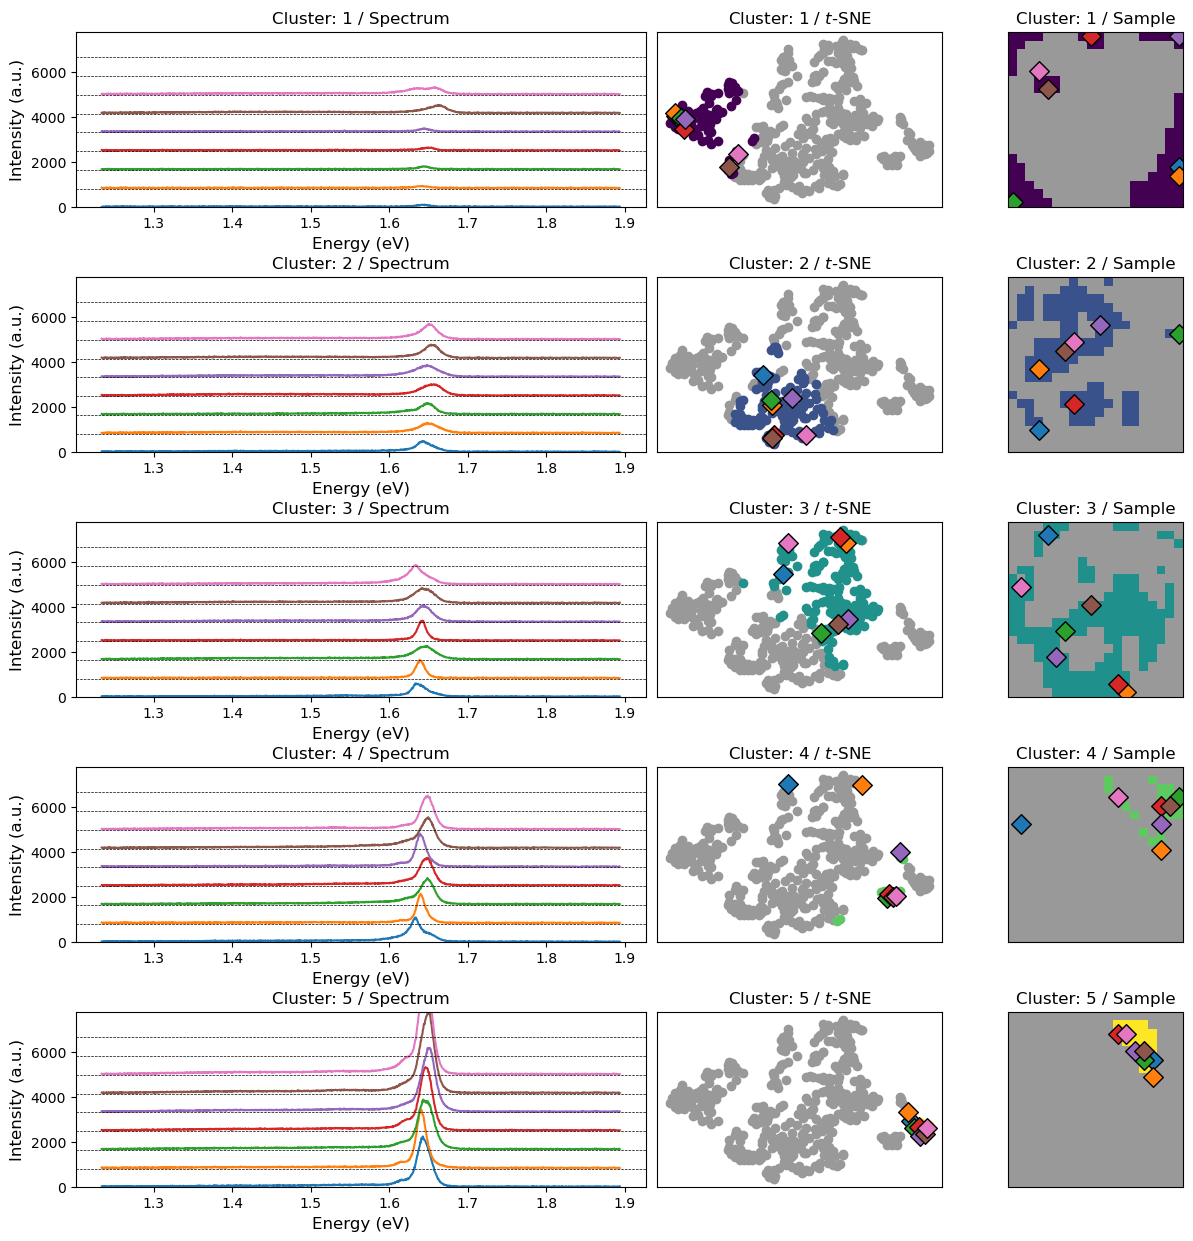 Cluster: 1 / Spectrum
Cluster: 1 / t-SNE
Cluster: 1 / Sample
Intensity (a.u.)
6000
4000
2000
0
1.3 1.4 1.5 1.6 1.7 1.8 1.9
Energy (eV)
Cluster: 2 / Spectrum
Cluster: 2 / t-SNE
Cluster: 2 / Sample
Intensity (a.u.)
6000
4000
2000
0
1.3 1.4 1.5 1.6 1.7 1.8 1.9
Energy (eV)
Cluster: 3 / Spectrum
Cluster: 3 / t-SNE
Cluster: 3 / Sample
Intensity (a.u.)
6000
4000
2000
0
1.3 1.4 1.5 1.6 1.7 1.8 1.9
Energy (eV)
Cluster: 4 / Spectrum
Cluster: 4 / t-SNE
Cluster: 4 / Sample
Intensity (a.u.)
6000
4000
2000
0
1.3 1.4 1.5 1.6 1.7 1.8 1.9
Energy (eV)
Cluster: 5 / Spectrum
Cluster: 5 / t-SNE
Cluster: 5 / Sample
Intensity (a.u.)
6000
4000
2000
0
1.3 1.4 1.5 1.6 1.7 1.8 1.9
Energy (eV)